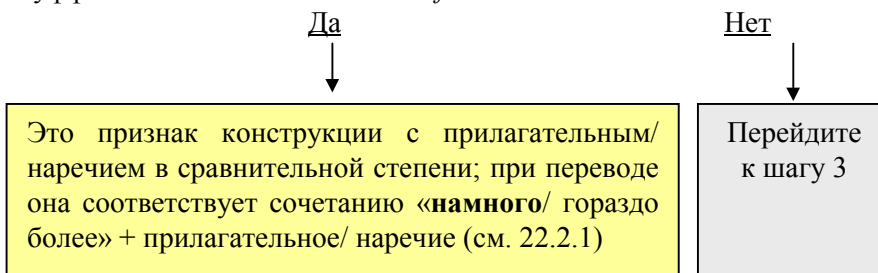 Да Нет
Это признак конструкции с прилагательным/
наречием в сравнительной степени; при переводе
она соответствует сочетанию «намного/ гораздо
более» + прилагательное/ наречие (см. 22.2.1)
Перейдите
к шагу 3